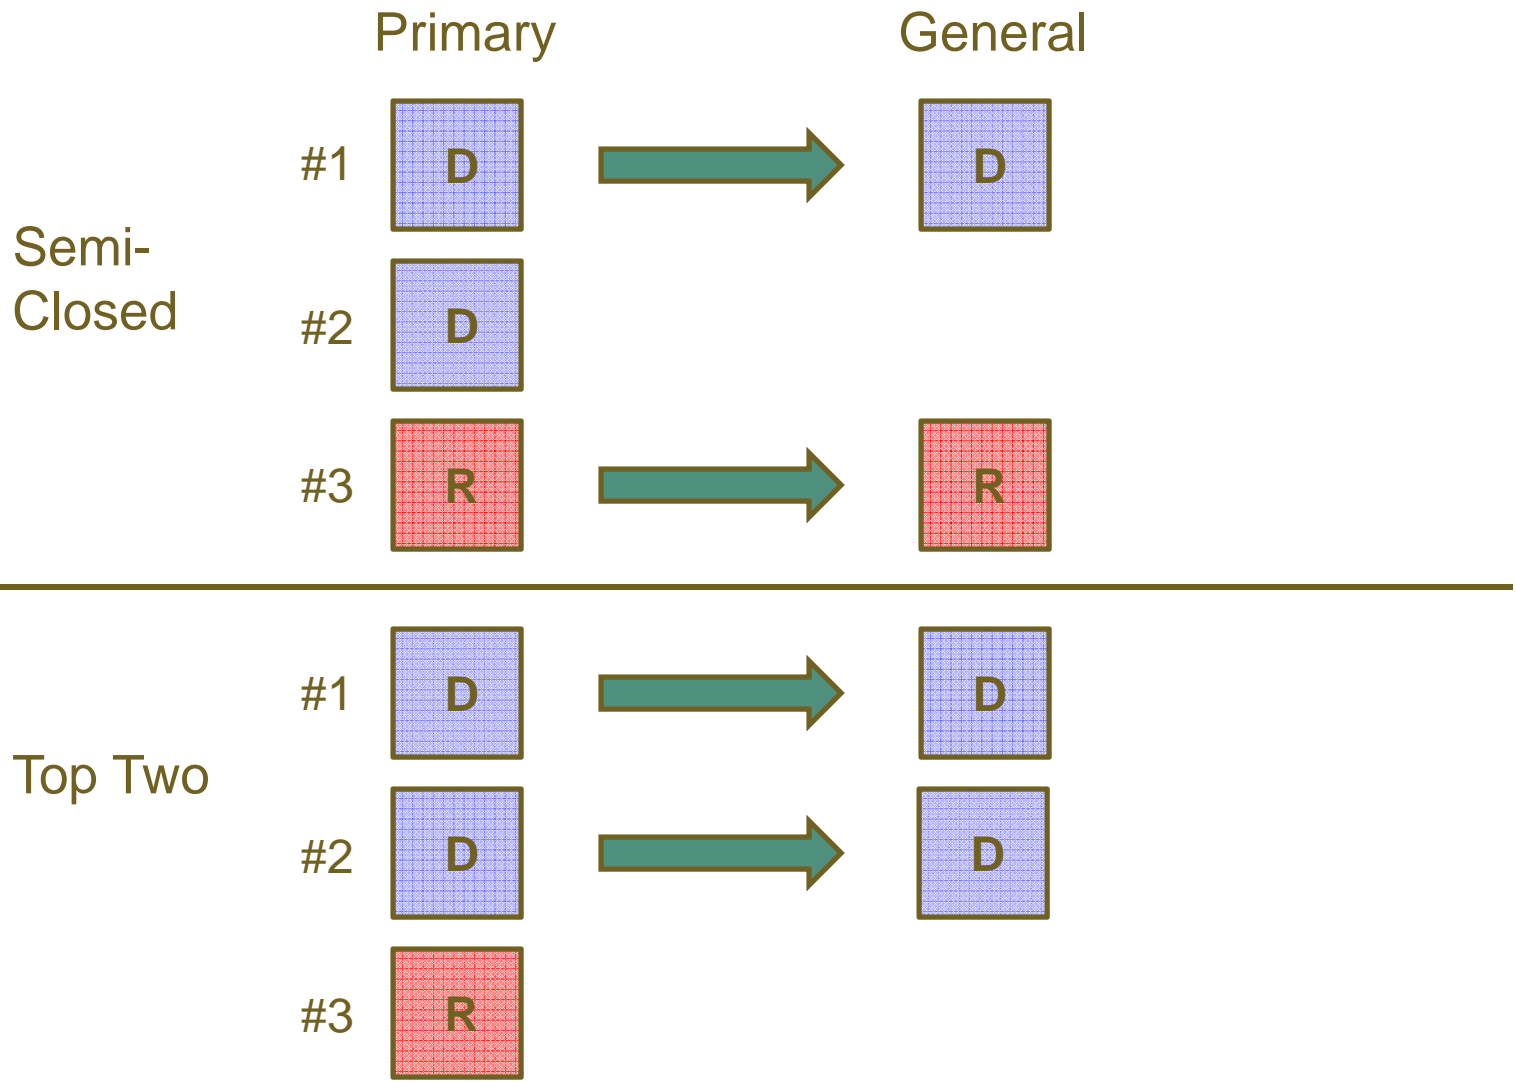 Primary General
#1 D D
Semi-
Closed
#2 D
#3 R R
#1 D D
Top Two
#2 D D
#3 R